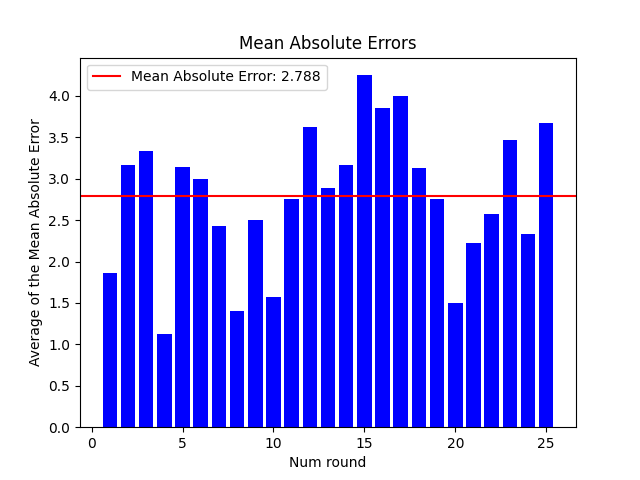 Mean Absolute Errors
Mean Absolute Error: 2.788
Average of the Mean Absolute Error
4.0
3.5
3.0
2.5
2.0
1.5
1.0
0.5
0.0
0 5 10 15 20 25
Num round